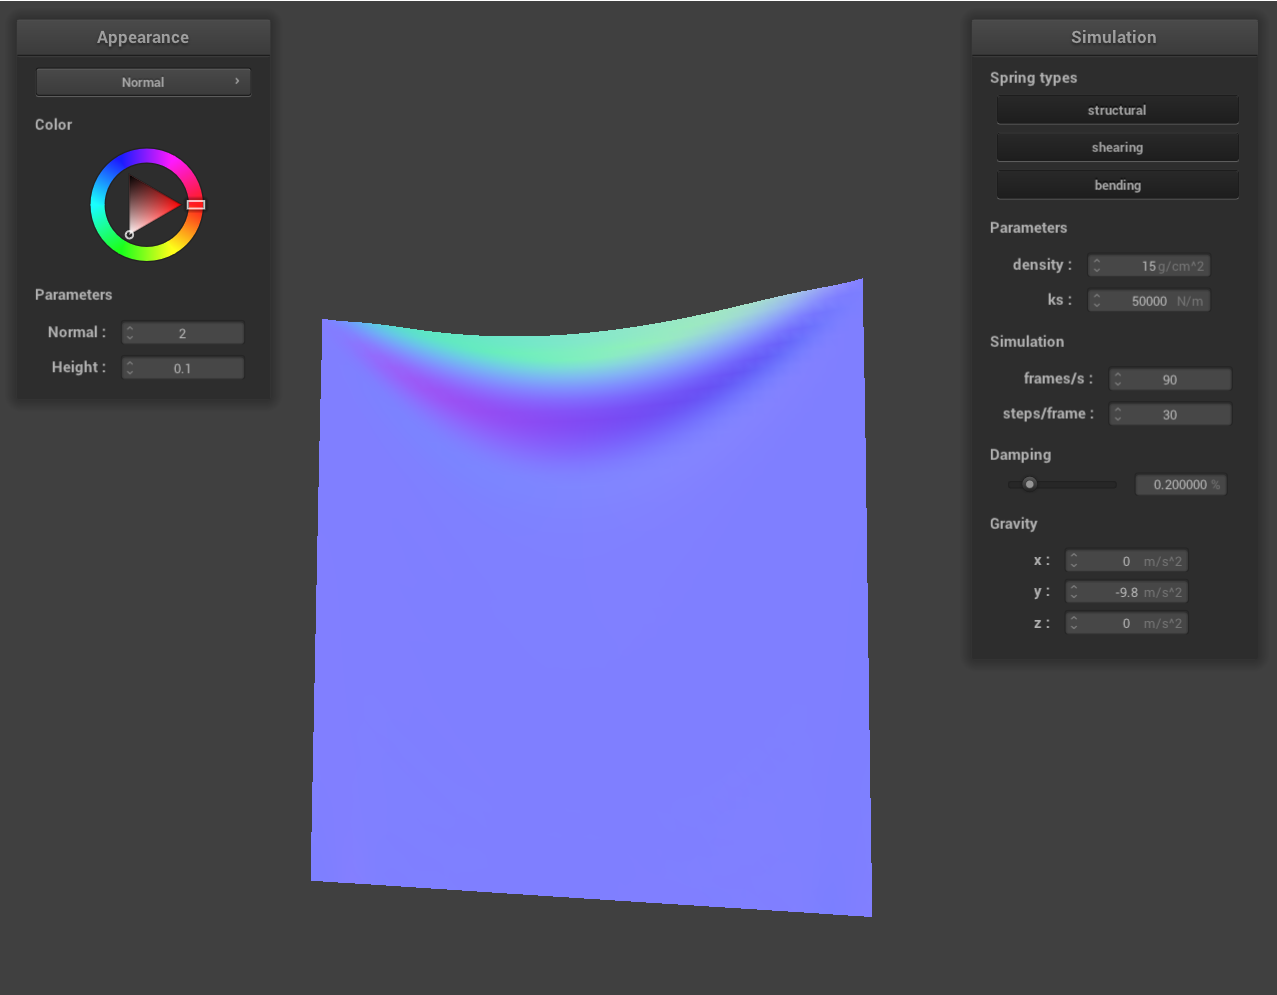 Appearance
Normal
Color
Parameters
Normal : 2
Height : 0.1
Simulation
Spring types
structural
shearing
bending
Parameters
density : 15 g/cm^2
ks : 50000 N/m
Simulation
frames/s : 90
steps/frame : 30
Damping
0.200000 %
Gravity
x : 0 m/s^2
y : -9.8 m/s^2
z : 0 m/s^2